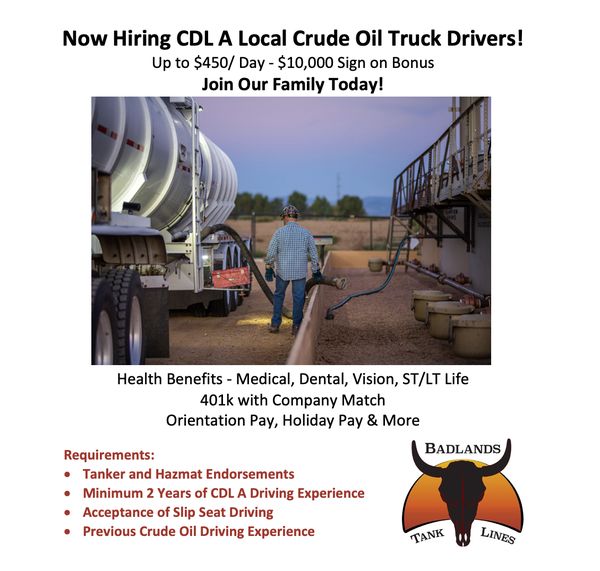 Now Hiring CDL A Local Crude Oil Truck Drivers!
Up to $450/ Day - $10,000 Sign on Bonus
Join Our Family Today!
Health Benefits - Medical, Dental, Vision, ST/LT Life
401k with Company Match
Orientation Pay, Holiday Pay & More
Requirements:
• Tanker and Hazmat Endorsements
• Minimum 2 Years of CDL A Driving Experience
• Acceptance of Slip Seat Driving
• Previous Crude Oil Driving Experience
BADLANDS
TANK LINES